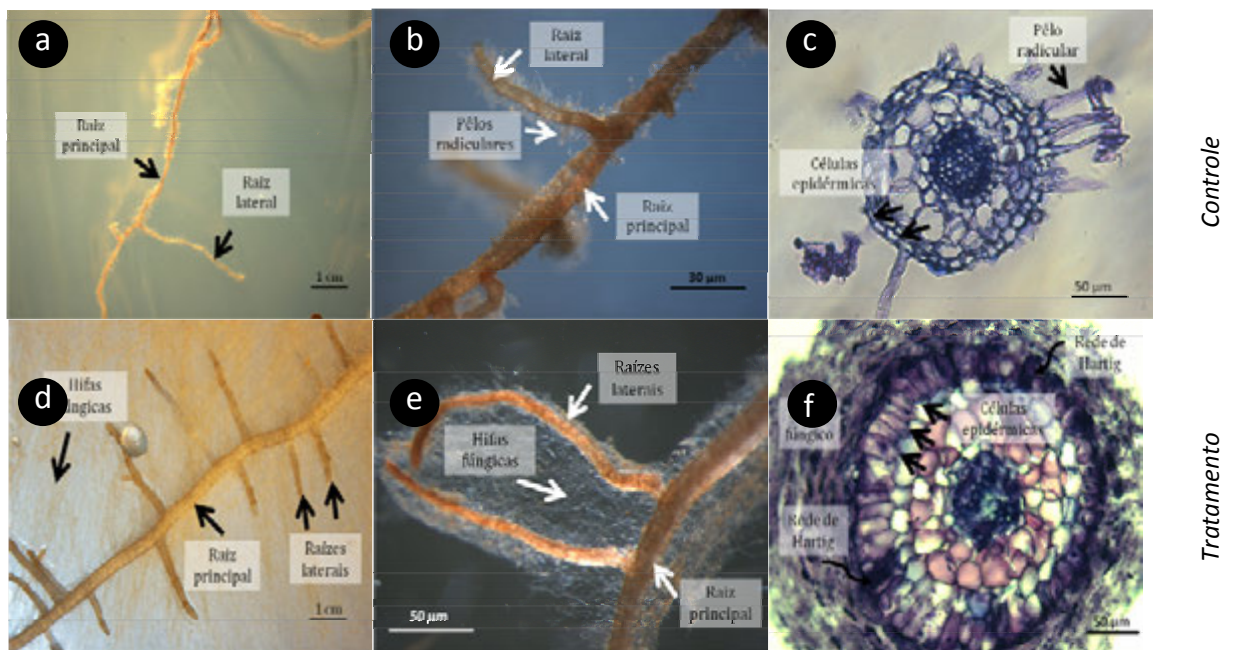 a
Raiz
principal
Raiz
lateral
1 cm
b
Raiz
lateral
Pêlos
radiculares
Raiz
principal
30 µm
c
Pêlo
radicular
Células
epidérmicas
50 µm
Controle
d
Hifas
fúngicas
Raiz
principal
Raízes
laterais
1 cm
e
Raízes
laterais
Hifas
fúngicas
Raiz
principal
50 µm
f
Rede de
Hartig
fúngico
Células
epidérmicas
Rede de
Hartig
50 µm
Tratamento